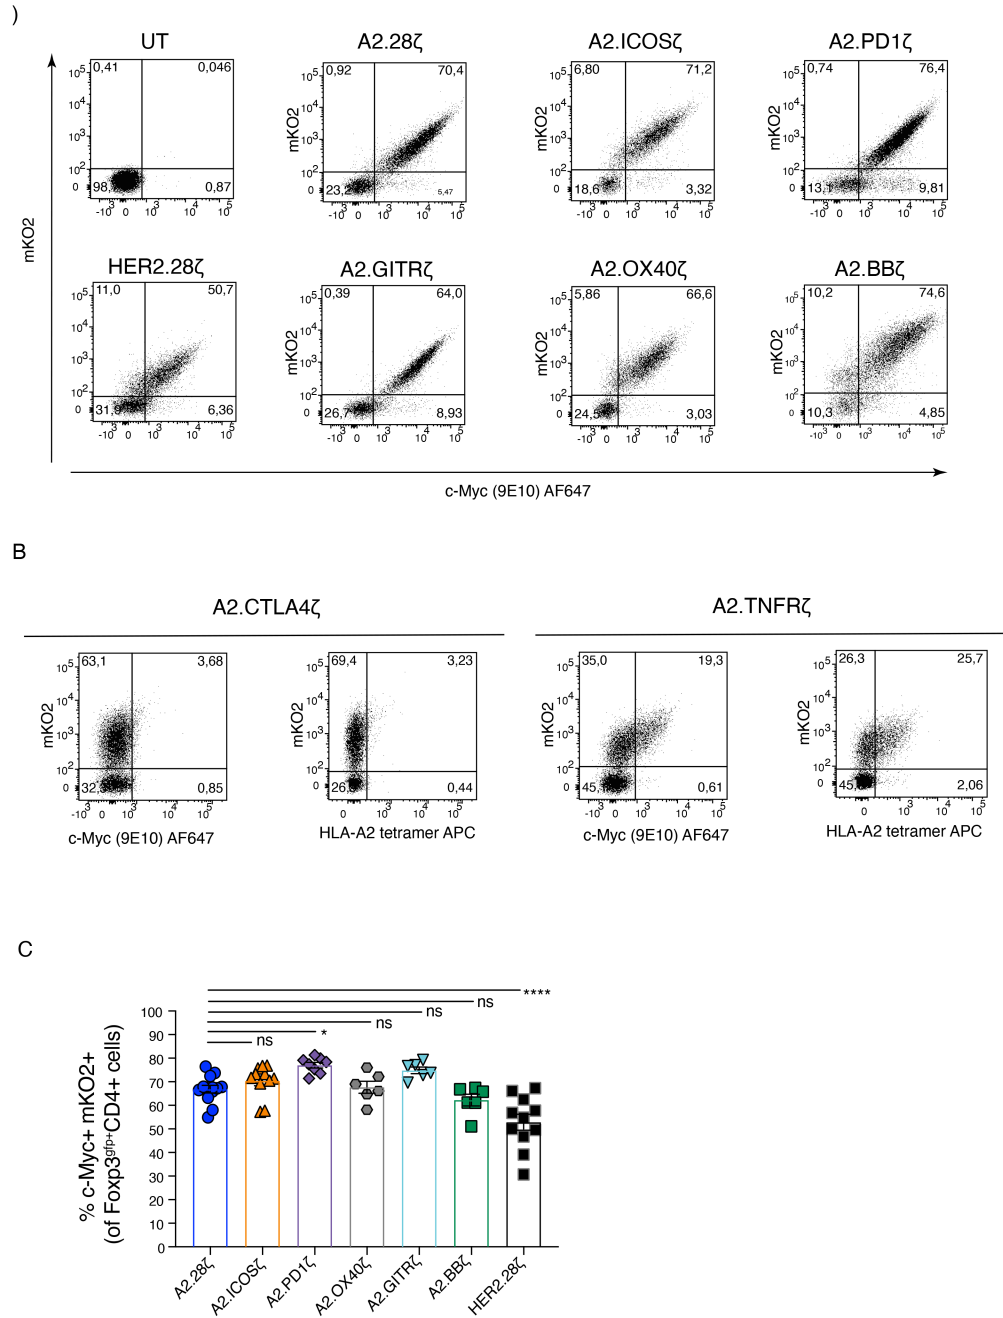 )
UT A2.28ζ A2.ICOSζ A2.PD1ζ
0,41 0,046 0,87
0,92 70,4 23,2 5,47
6,80 71,2 18,6 3,32
0,74 76,4 13,1 9,81
HER2.28ζ A2.GITRζ A2.OX40ζ A2.BBζ
11,0 50,7 31,9 6,36
0,39 64,0 26,7 8,93
5,86 66,6 24,5 3,03
10,2 74,6 10,3 4,85
mKO2
c-Myc (9E10) AF647
B
A2.CTLA4ζ A2.TNFRζ
63,1 3,68 0,85
69,4 3,23 0,44
35,0 19,3 0,61
26,3 25,7 2,06
mKO2 mKO2 mKO2 mKO2
c-Myc (9E10) AF647 HLA-A2 tetramer APC c-Myc (9E10) AF647 HLA-A2 tetramer APC
C
****
ns
ns
ns
*
ns
% c-Myc+ mKO2+
(of Foxp3gfp+CD4+ cells)
100
90
80
70
60
50
40
30
20
10
0
A2.28ζ A2.ICOSζ A2.PD1ζ A2.OX40ζ A2.GITRζ A2.BBζ HER2.28ζ